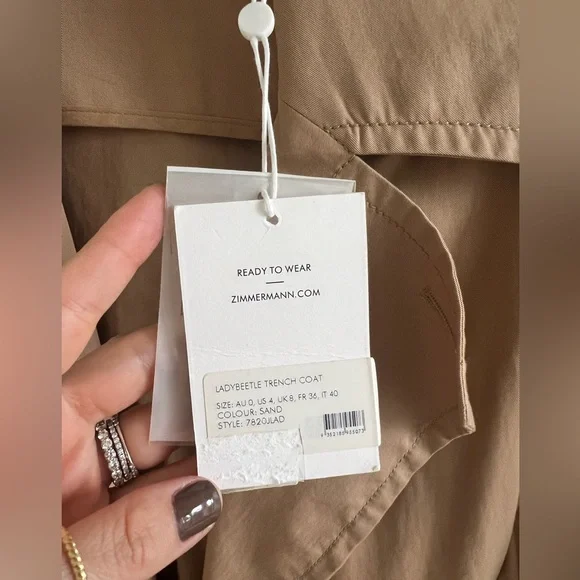 READY TO WEAR
ZIMMERMANN.COM
LADYBEETLE TRENCH COAT
SIZE: AU 0, US 4, UK 8, FR 36, IT 40
COLOUR: SAND
STYLE: 7820JLAD